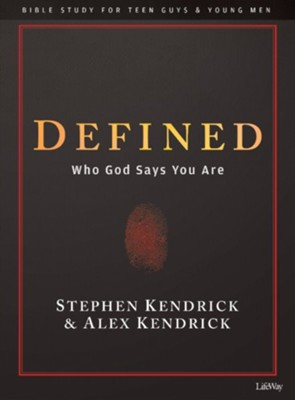 BIBLE STUDY FOR TEEN GUYS & YOUNG MEN
DEFINED
Who God Says You Are
STEPHEN KENDRICK
& ALEX KENDRICK
LifeWay